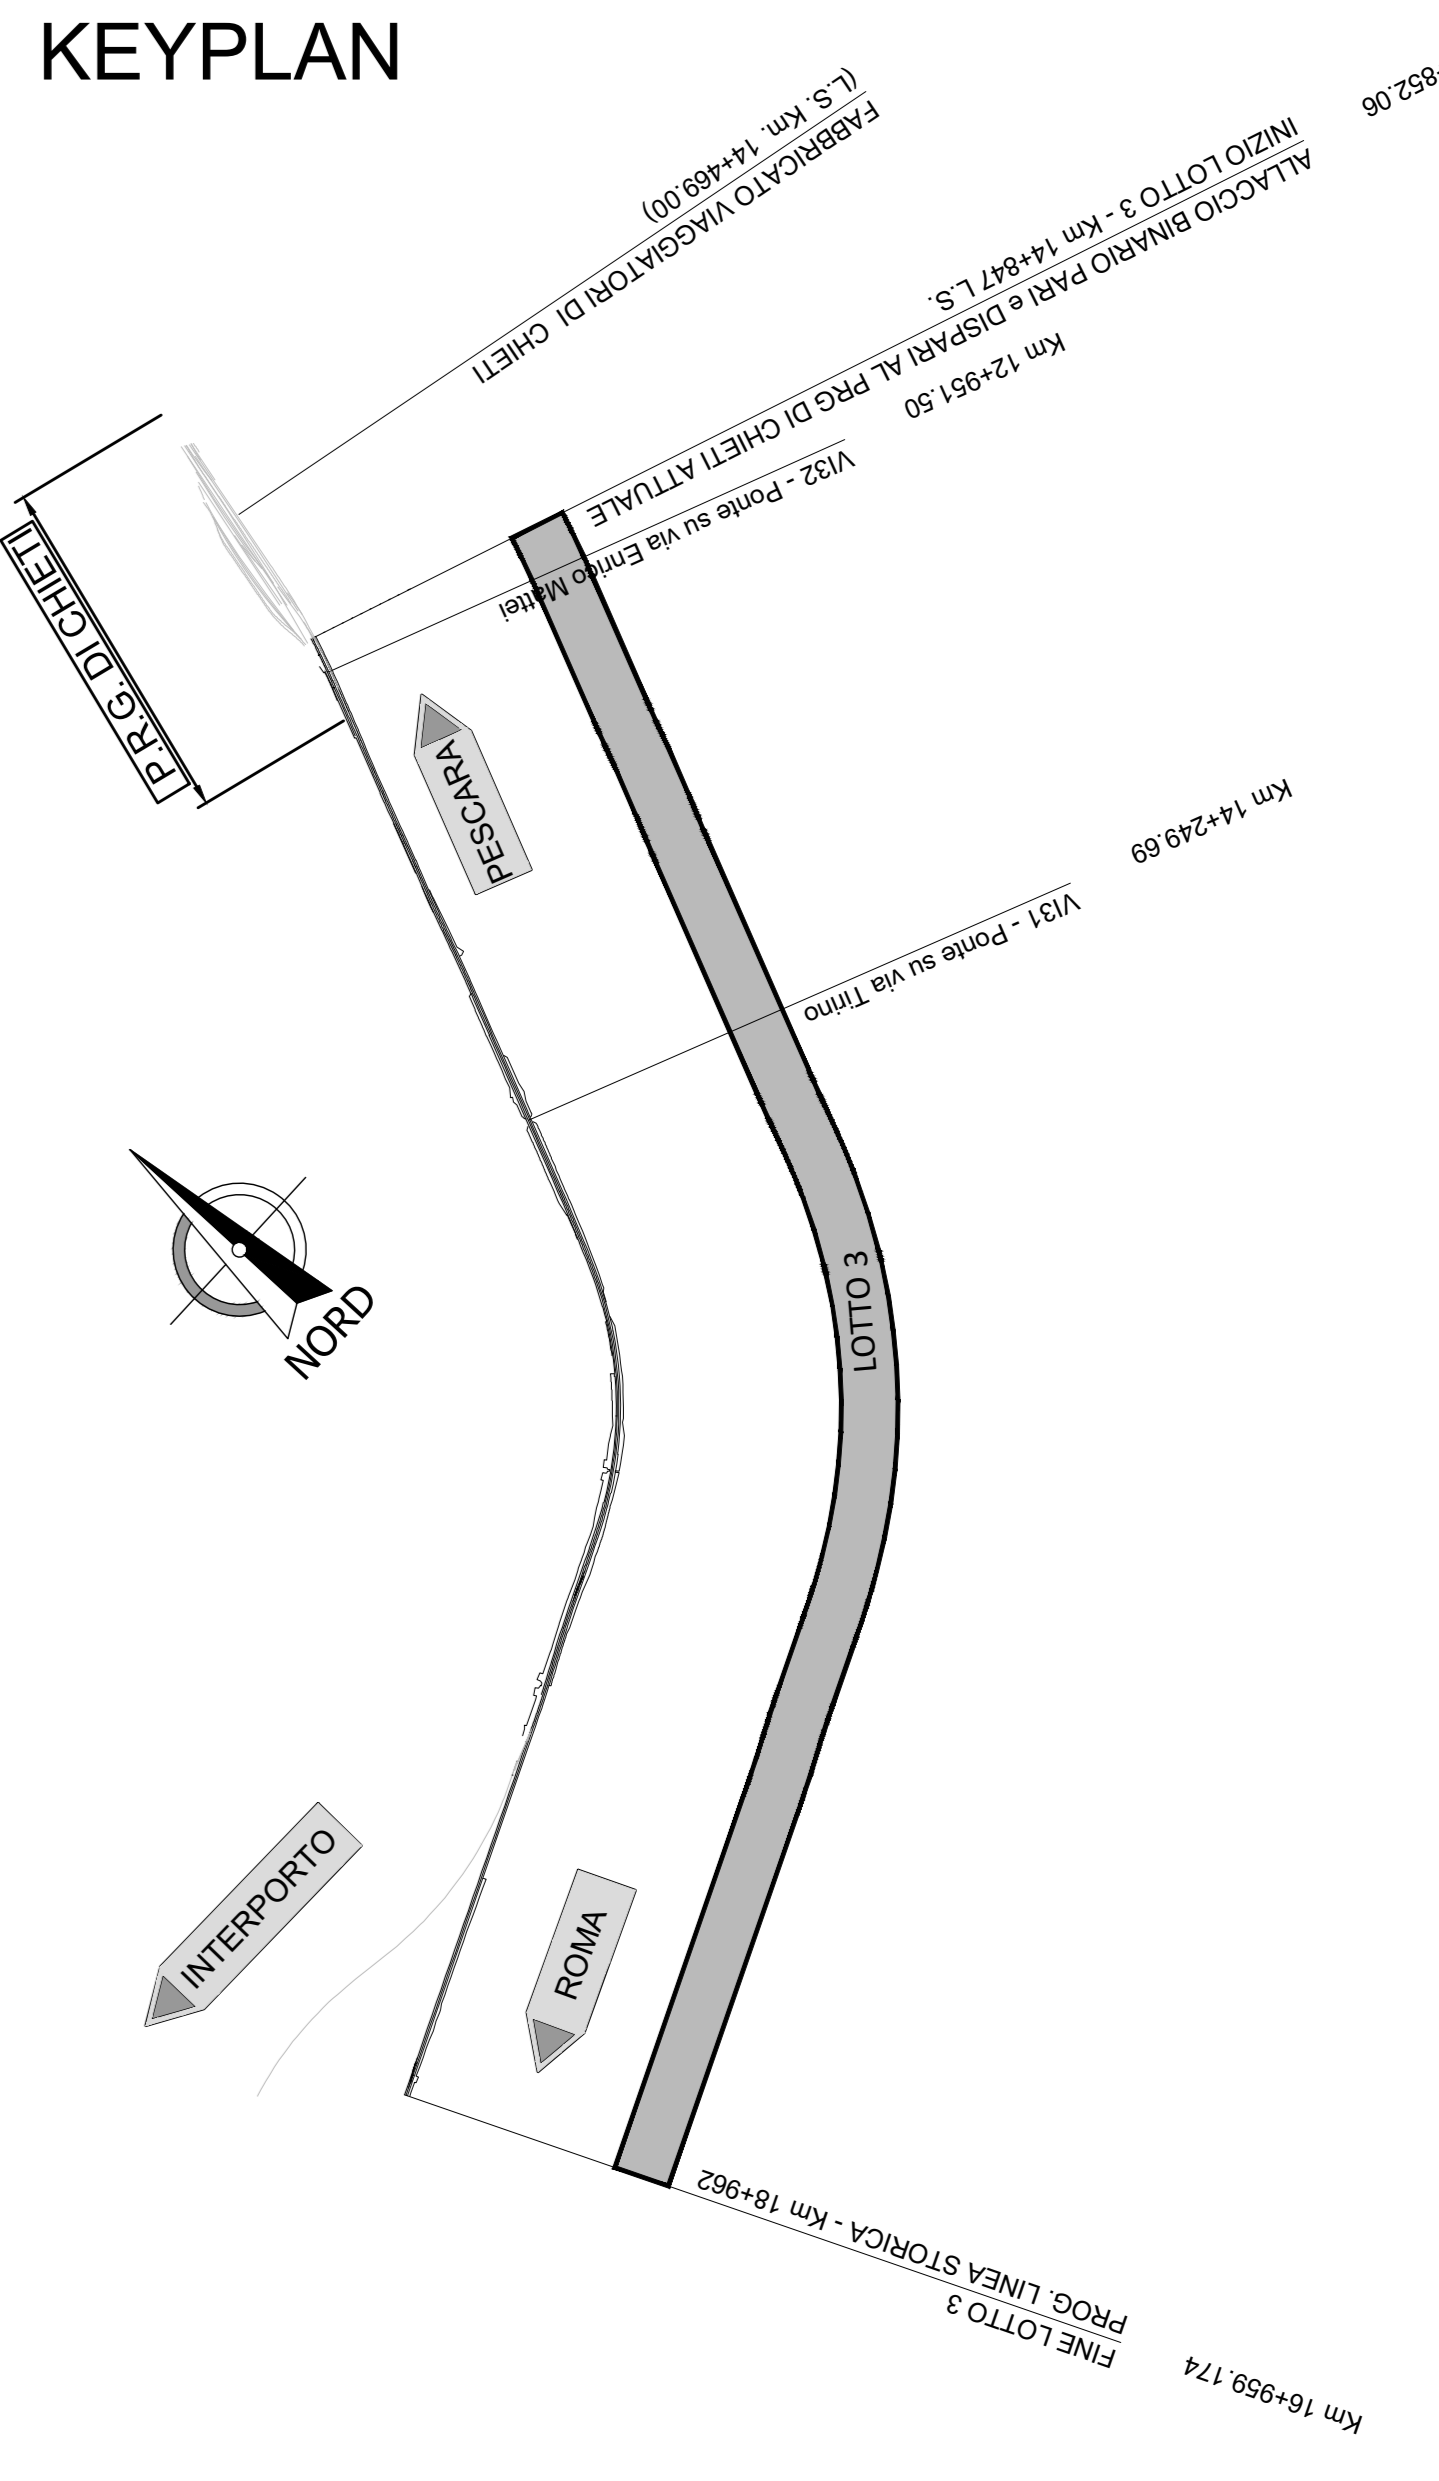 KEYPLAN
(L.S. Km. 14+469.00)
FABBRICATO VIAGGIATORI DI CHIETI
852.06
INIZIO LOTTO 3 - Km 14+847 L.S.
ALLACCIO BINARIO PARI e DISPARI AL PRG DI CHIETI ATTUALE
Km 12+951.50
VI32 - Ponte su via Enrico Mattei
P.R.G. DI CHIETI
PESCARA
Km 14+249.69
VI31 - Ponte su via Tirino
NORD
LOTTO 3
INTERPORTO
ROMA
PROG. LINEA STORICA - Km 18+962
FINE LOTTO 3
Km 16+959.174